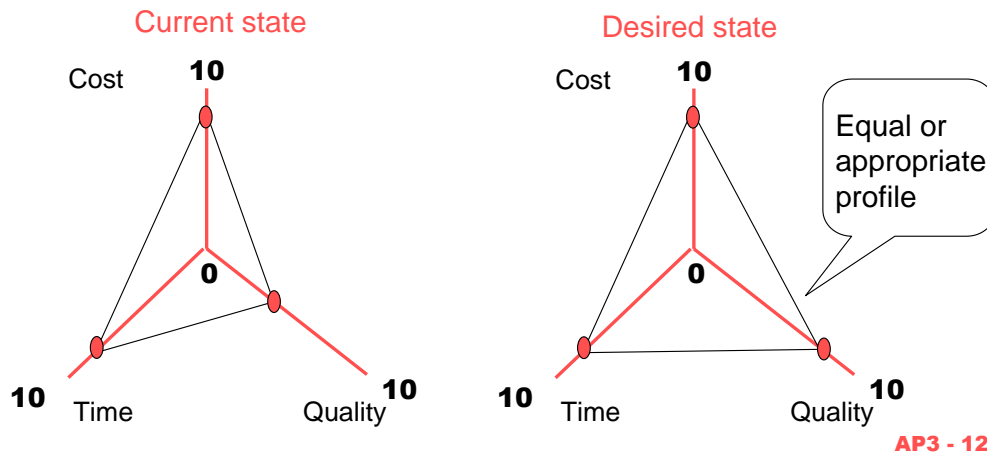 Current state
Desired state
10
Cost
0
10
Time
Quality
10
10
Cost
Equal or
appropriate
profile
0
10
Time
Quality
10
AP3 - 12